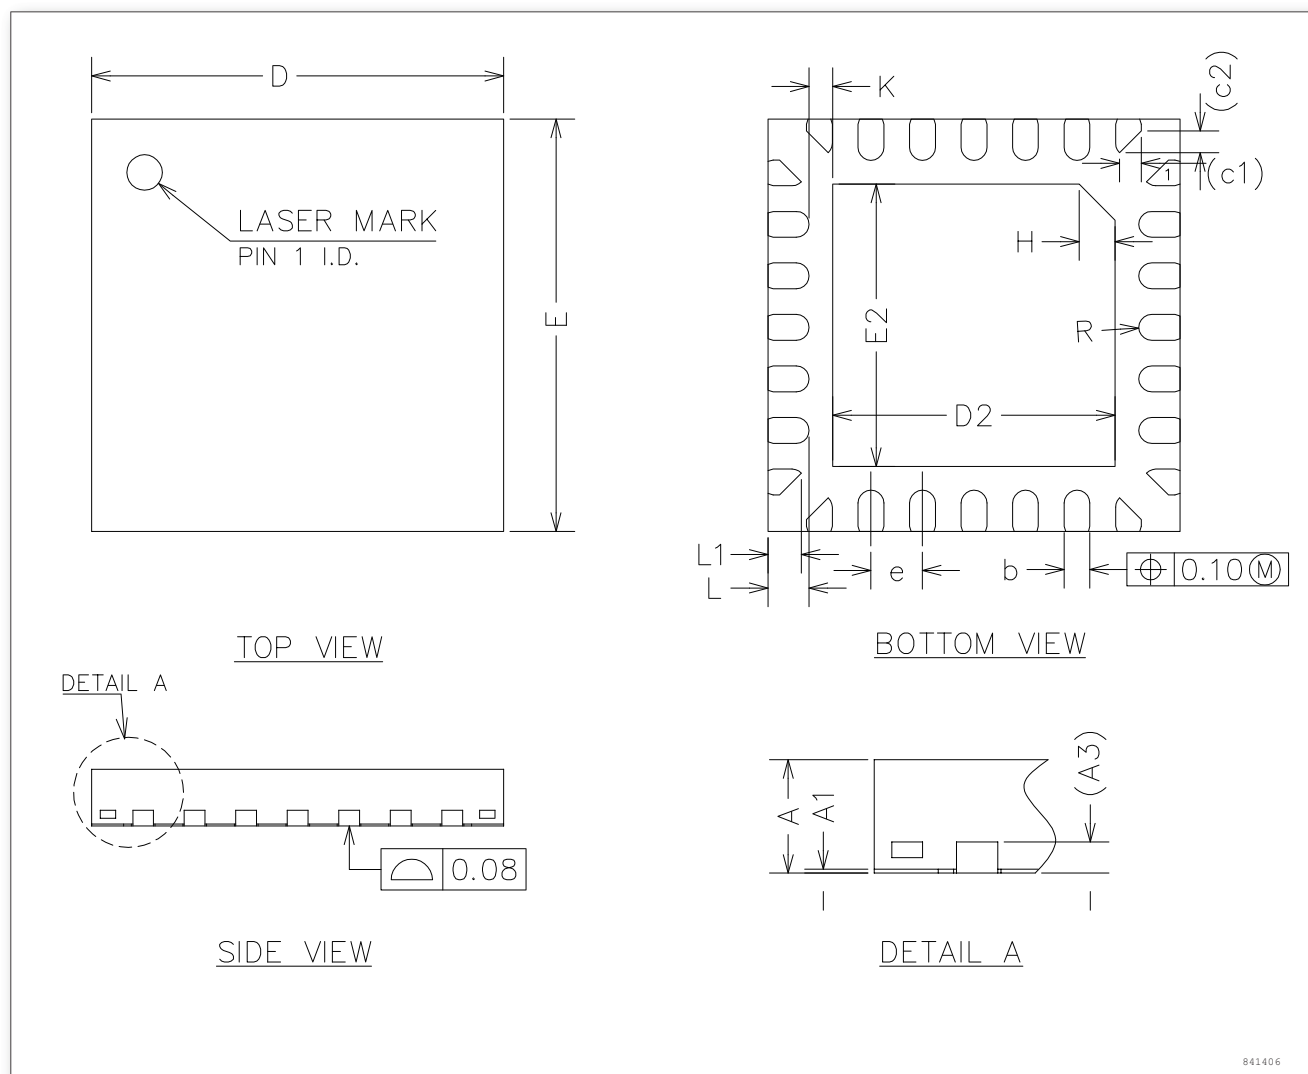 D
LASER MARK
PIN 1 I.D.
E
TOP VIEW
K
(c2)
(c1)
1
H
E2
R
D2
L1
L
e
b
0.10 Ⓜ
BOTTOM VIEW
DETAIL A
0.08
SIDE VIEW
A
A1
(A3)
DETAIL A
841406